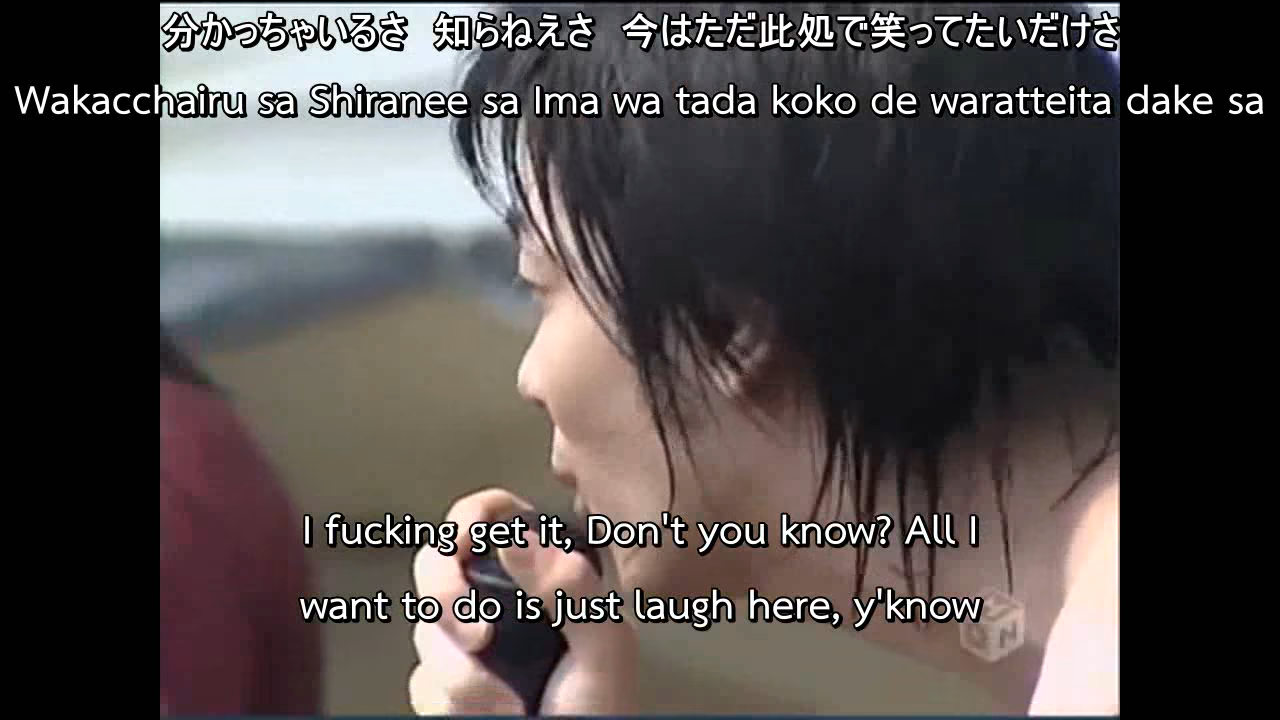 分かっちゃいるさ　知らねえさ　今はただ此処で笑ってたいだけさ
Wakacchairu sa Shiranee sa Ima wa tada koko de waratteita dake sa
I fucking get it, Don't you know? All I
want to do is just laugh here, y'know